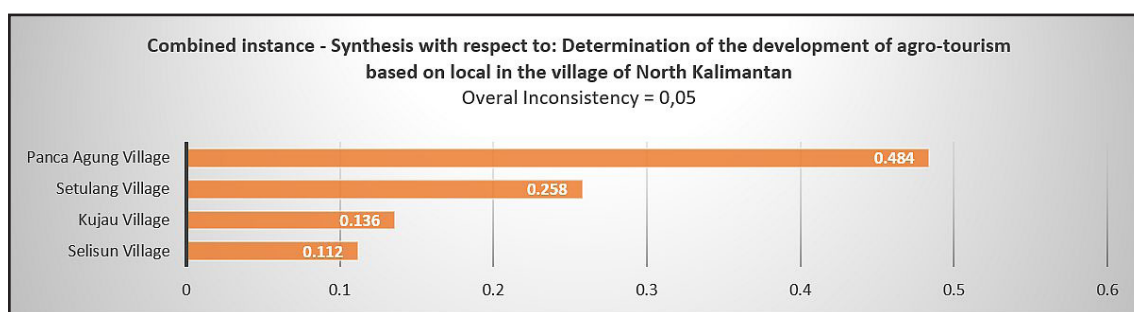 Combined instance - Synthesis with respect to: Determination of the development of agro-tourism
based on local in the village of North Kalimantan
Overal Inconsistency = 0,05
Panca Agung Village 0.484
Setulang Village 0.258
Kujau Village 0.136
Selisun Village 0.112
0 0.1 0.2 0.3 0.4 0.5 0.6